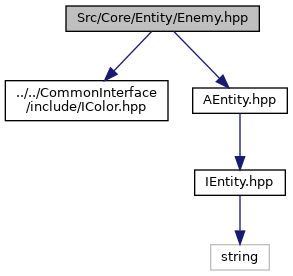 Src/Core/Entity/Enemy.hpp
../../CommonInterface
/include/IColor.hpp
AEntity.hpp
IEntity.hpp
string